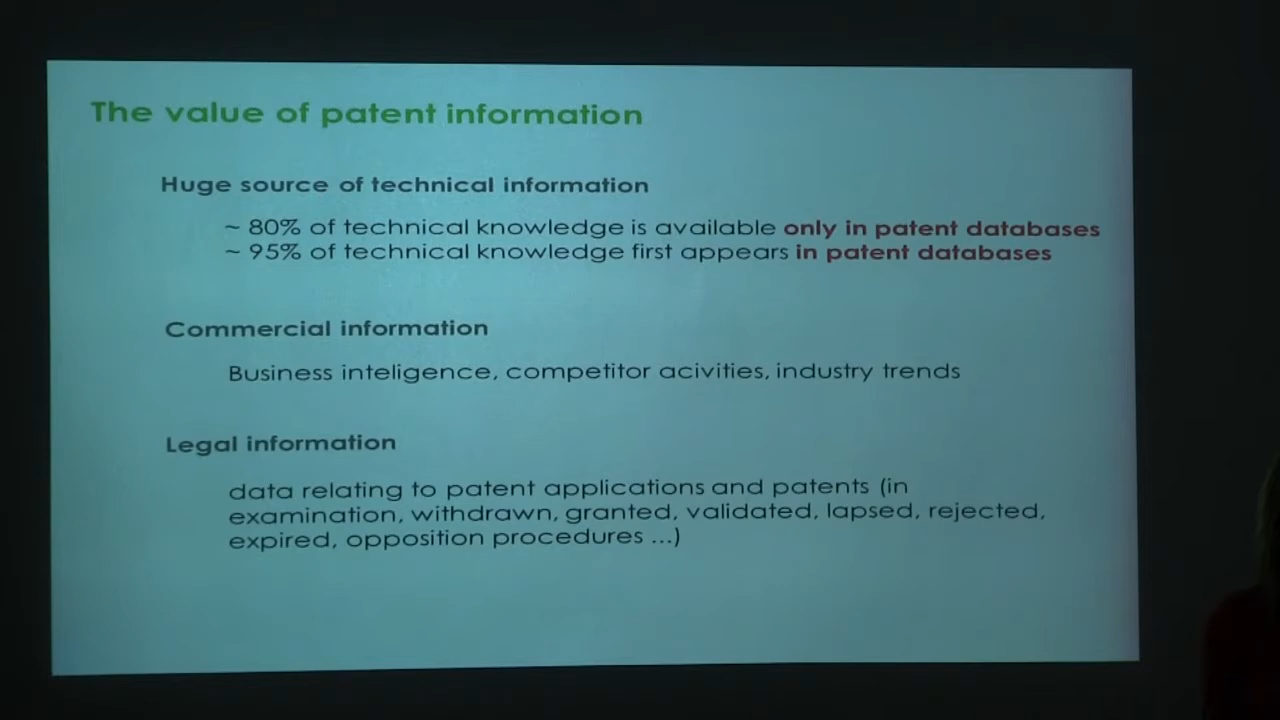 The value of patent information
Huge source of technical information
~ 80% of technical knowledge is available only in patent databases
~ 95% of technical knowledge first appears in patent databases
Commercial information
Business inteligence, competitor acivities, industry trends
Legal information
data relating to patent applications and patents (in
examination, withdrawn, granted, validated, lapsed, rejected,
expired, opposition procedures ...)